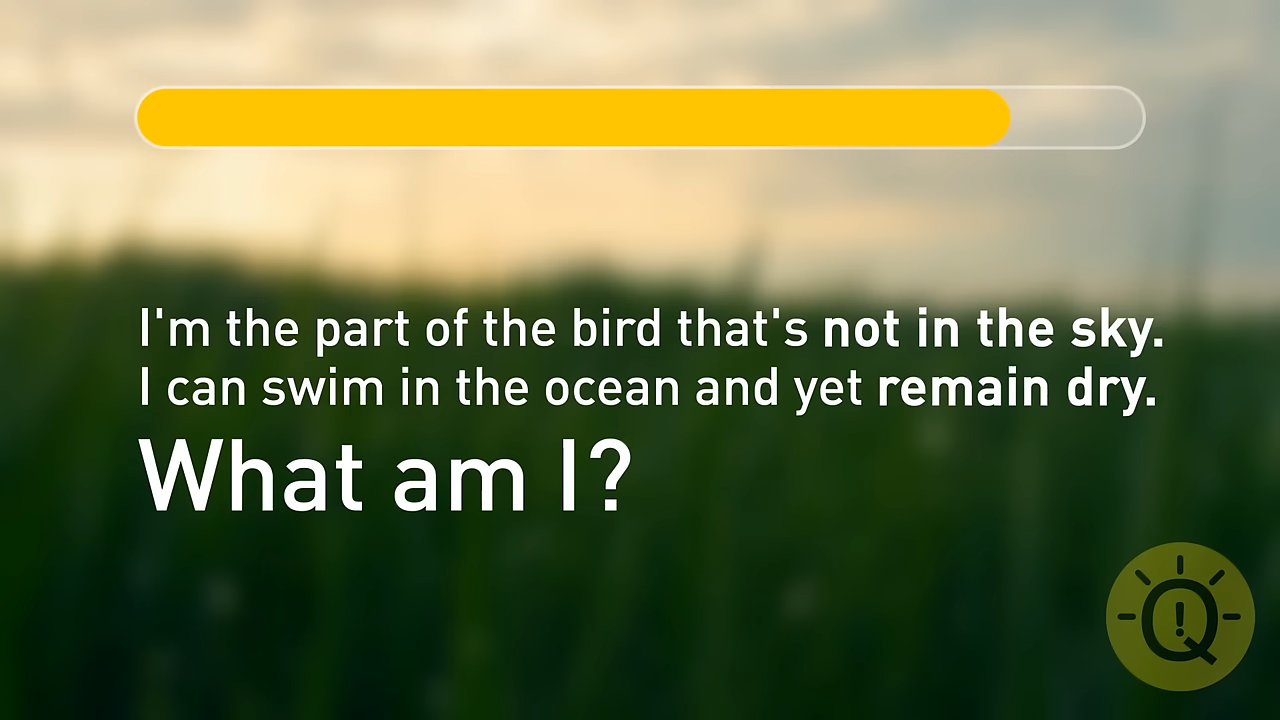 I'm the part of the bird that's not in the sky.
I can swim in the ocean and yet remain dry.
What am I?
Q!